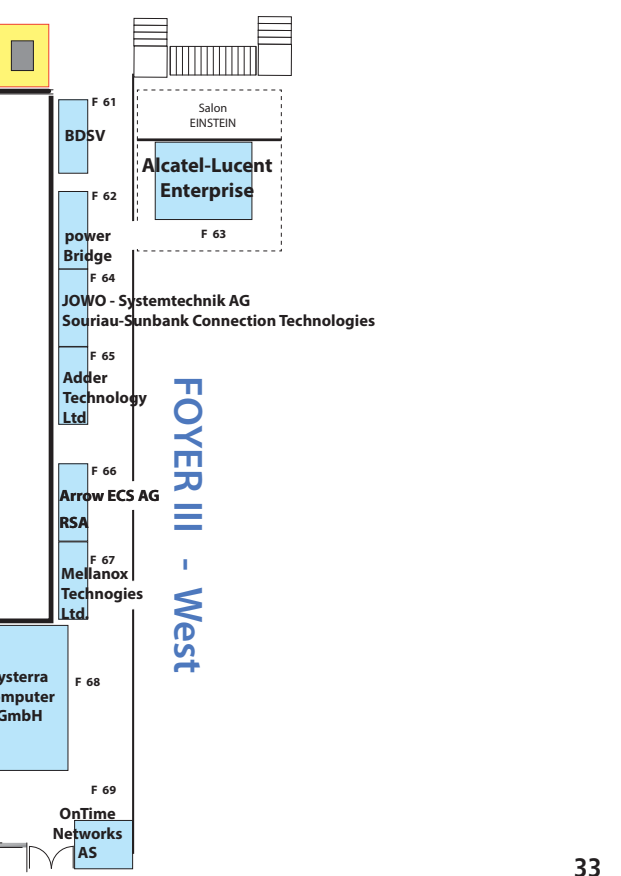 F 61
BDSV
Salon
EINSTEIN
Alcatel-Lucent
Enterprise
F 63
F 62
power
Bridge
F 64
JOWO - Systemtechnik AG
Souriau-Sunbank Connection Technologies
F 65
Adder
Technology
Ltd
FOYER III - West
F 66
Arrow ECS AG
RSA
F 67
Mellanox
Technogies
Ltd.
ysterra
mputer
GmbH
F 68
F 69
OnTime
Networks
AS
33